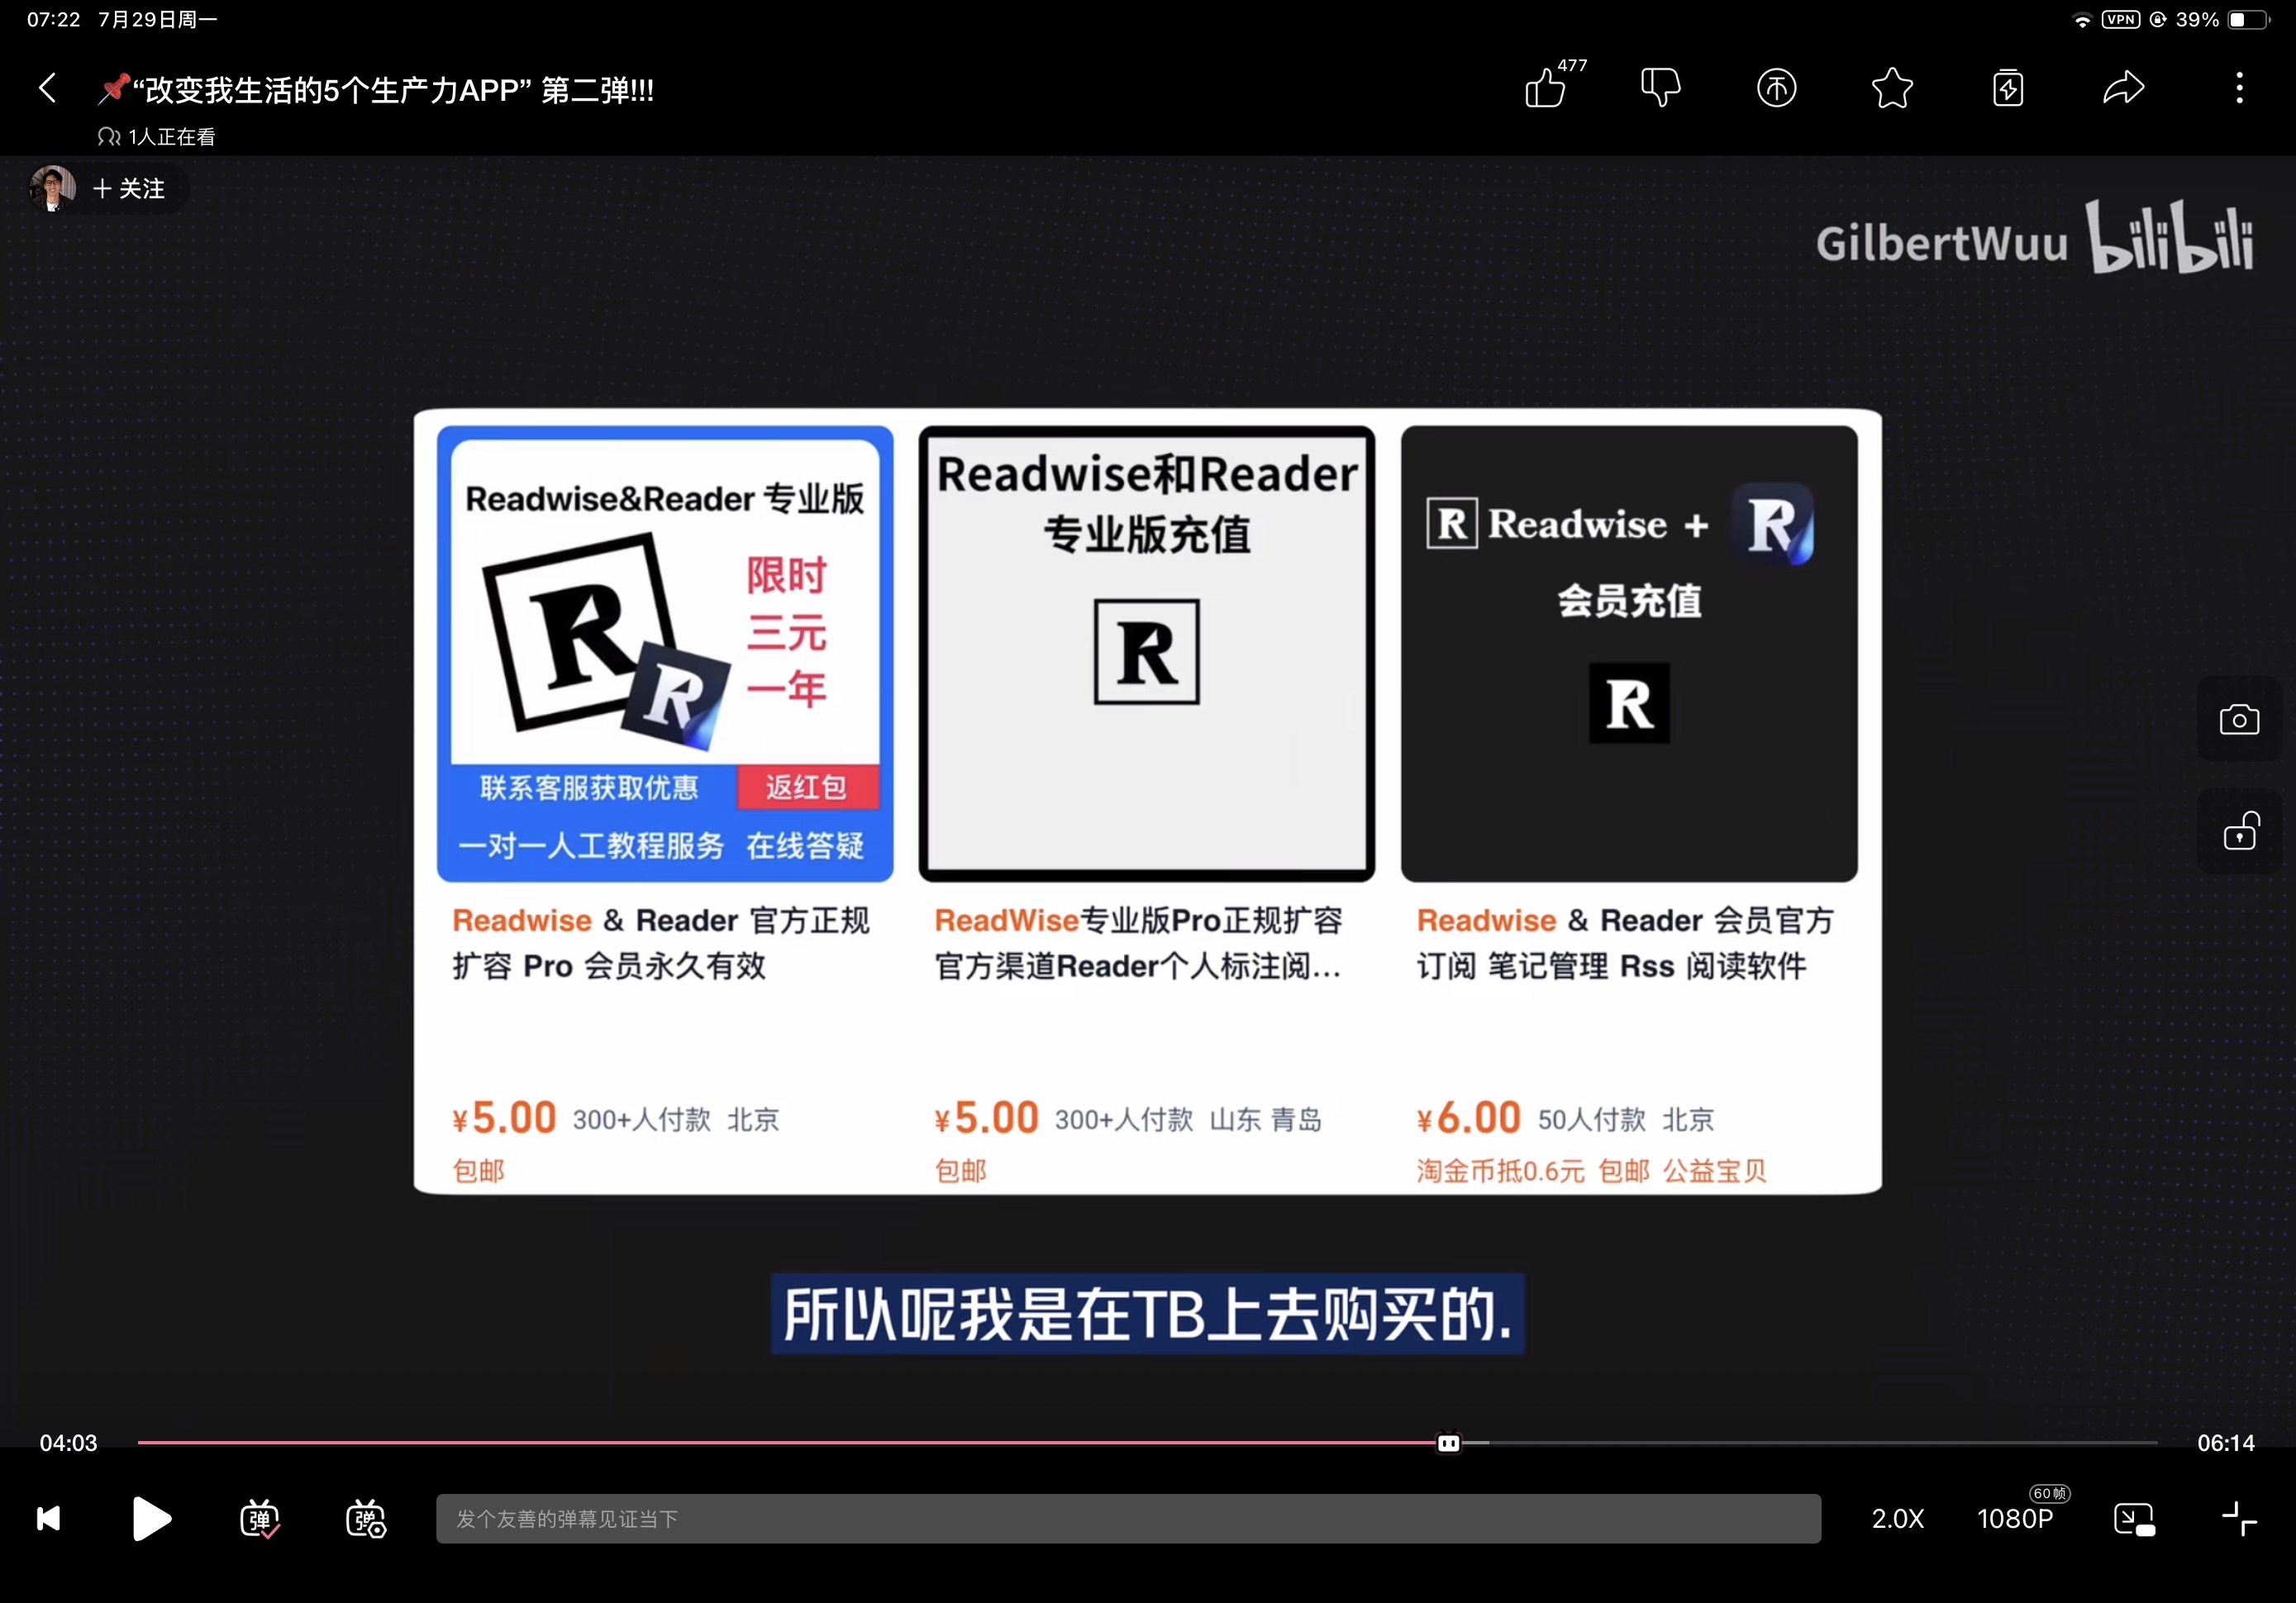 07:22 7月29日周一
VPN 39%
“改变我生活的5个生产力APP” 第二弹!!!
477
1人正在看
+ 关注
GilbertWuu bilibili
Readwise&Reader 专业版
限时
三元
一年
联系客服获取优惠 返红包
一对一人工教程服务 在线答疑
Readwise & Reader 官方正规
扩容 Pro 会员永久有效
¥5.00 300+人付款 北京
包邮
Readwise和Reader
专业版充值
R
ReadWise专业版Pro正规扩容
官方渠道Reader个人标注阅...
¥5.00 300+人付款 山东 青岛
包邮
R Readwise + R
会员充值
R
Readwise & Reader 会员官方
订阅 笔记管理 Rss 阅读软件
¥6.00 50人付款 北京
淘金币抵0.6元 包邮 公益宝贝
所以呢我是在TB上去购买的.
04:03 06:14
弹 弹 发个友善的弹幕见证当下 2.0X 1080P 60帧